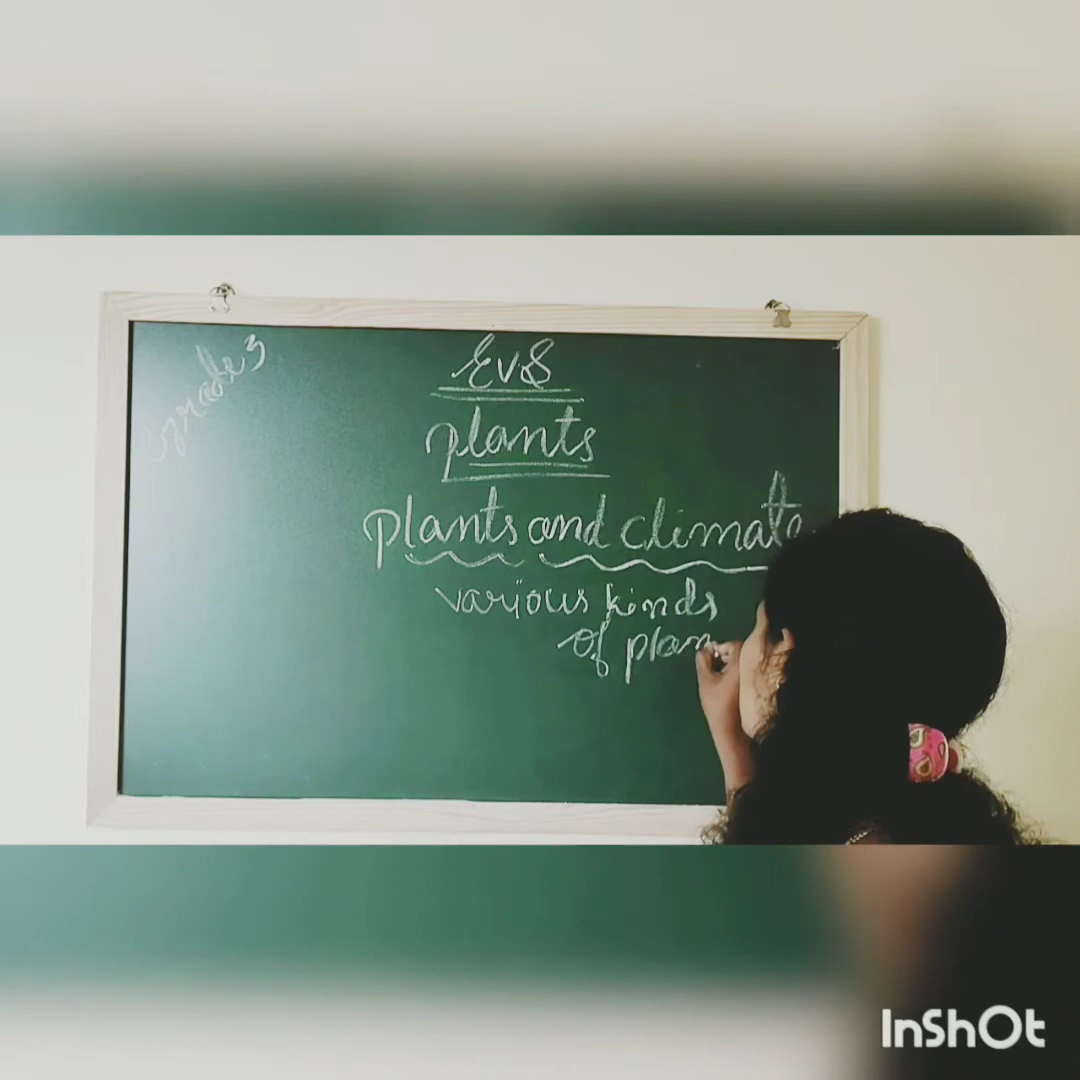 grade 3
EVS
plants
plants and climate
various kinds
of plan
InShOt